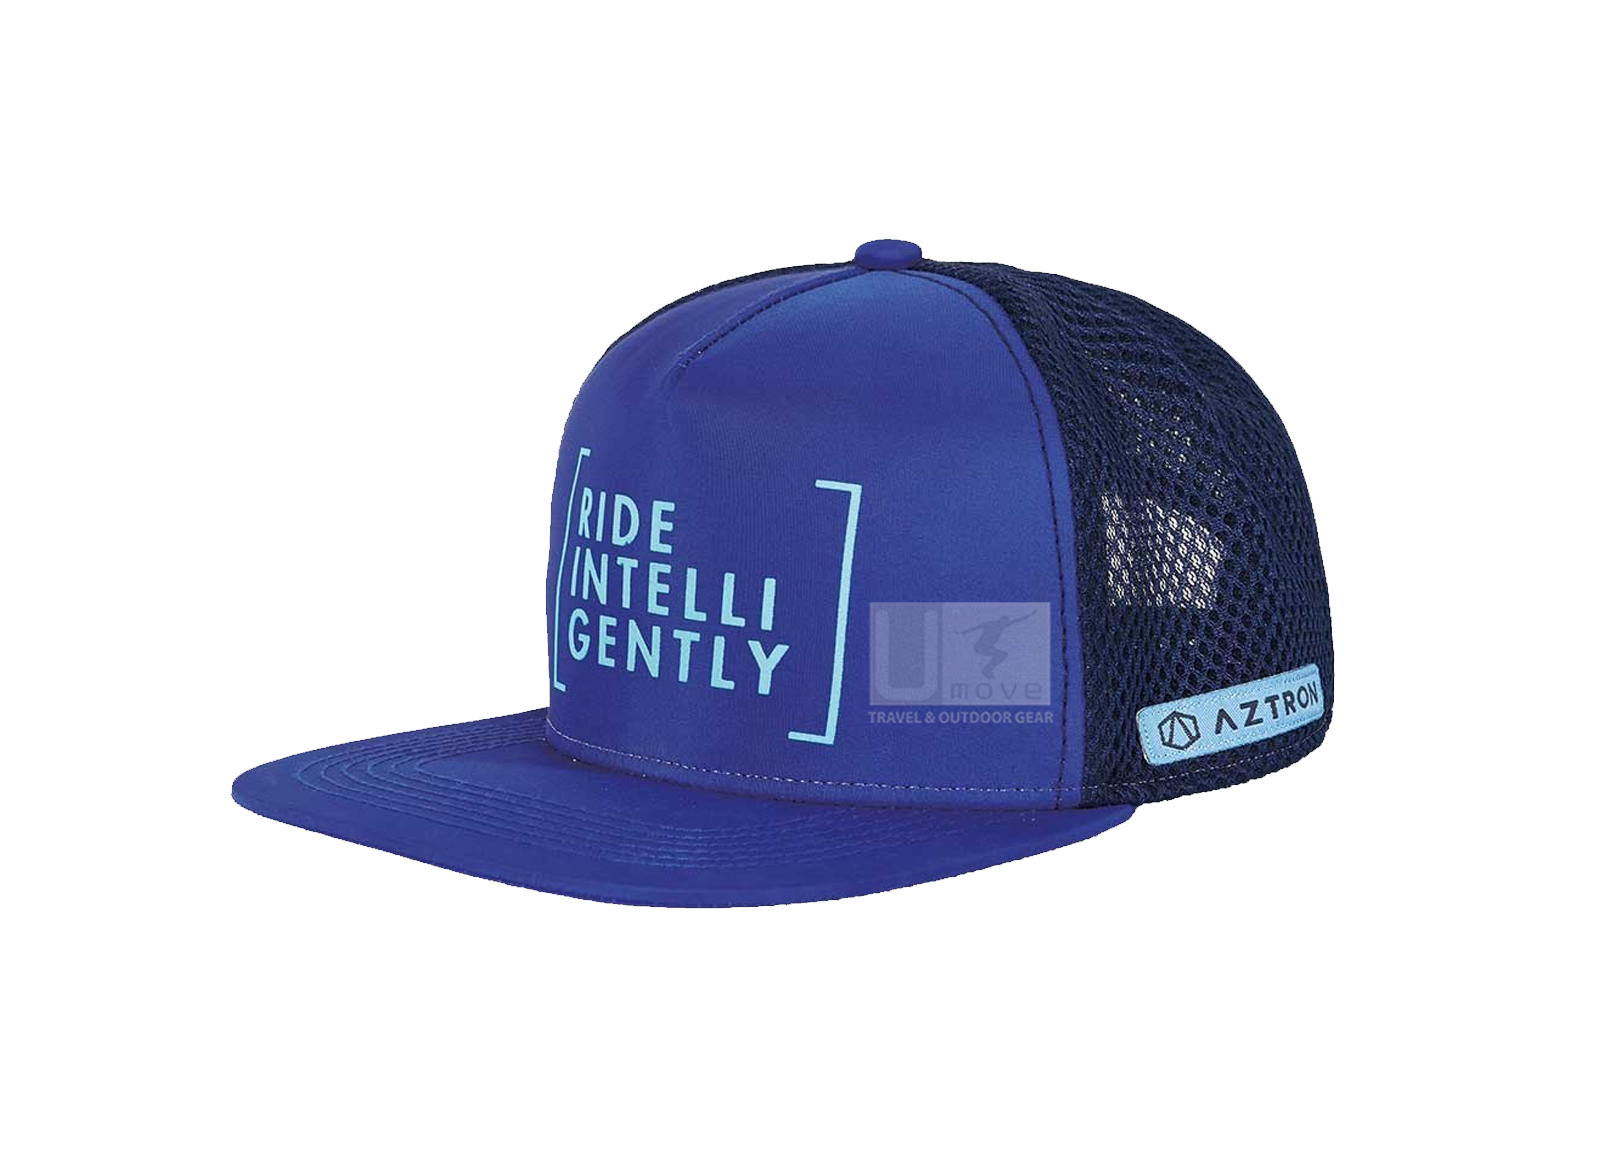 [RIDE
INTELLI
GENTLY]
U
move
TRAVEL & OUTDOOR GEAR
AZTRON